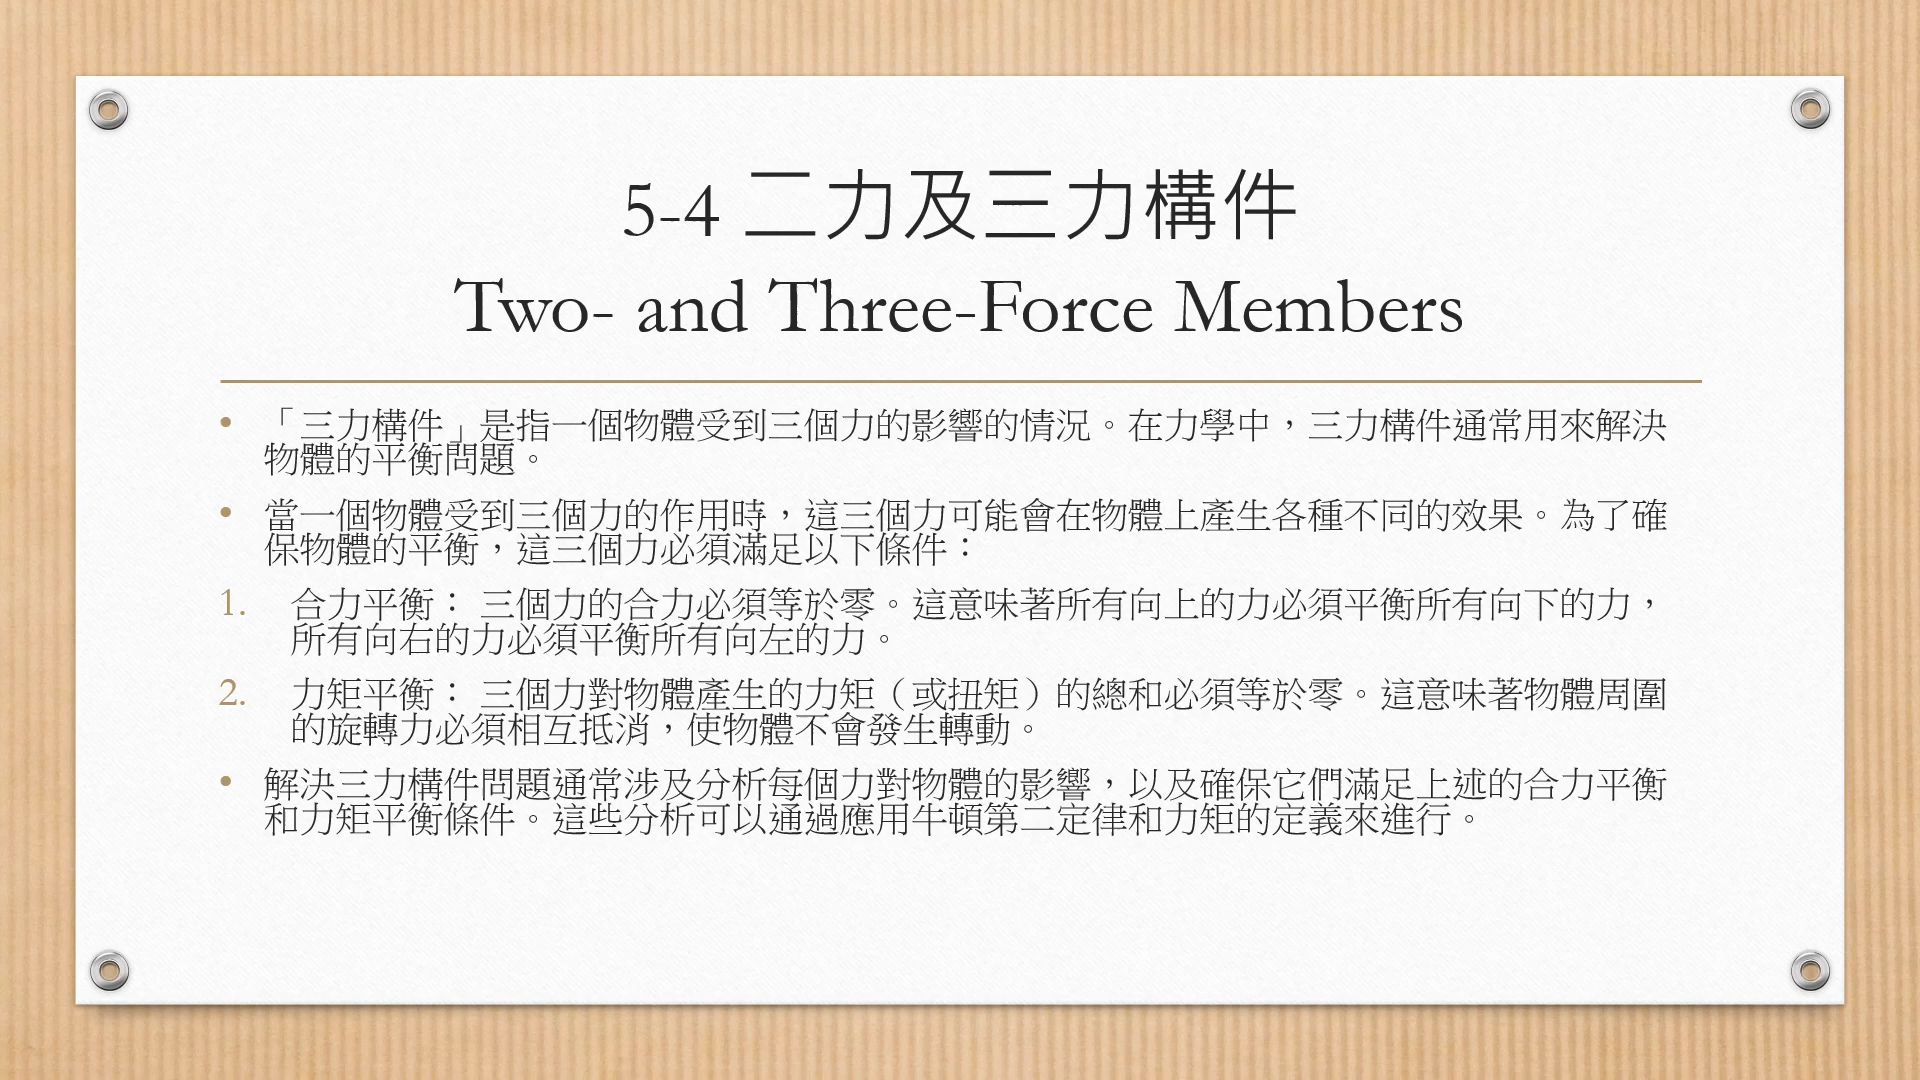 5-4 二力及三力構件
Two- and Three-Force Members
• 「三力構件」是指一個物體受到三個力的影響的情況。在力學中，三力構件通常用來解決
物體的平衡問題。
• 當一個物體受到三個力的作用時，這三個力可能會在物體上產生各種不同的效果。為了確
保物體的平衡，這三個力必須滿足以下條件：
1. 合力平衡： 三個力的合力必須等於零。這意味著所有向上的力必須平衡所有向下的力，
所有向右的力必須平衡所有向左的力。
2. 力矩平衡： 三個力對物體產生的力矩（或扭矩）的總和必須等於零。這意味著物體周圍
的旋轉力必須相互抵消，使物體不會發生轉動。
• 解決三力構件問題通常涉及分析每個力對物體的影響，以及確保它們滿足上述的合力平衡
和力矩平衡條件。這些分析可以通過應用牛頓第二定律和力矩的定義來進行。